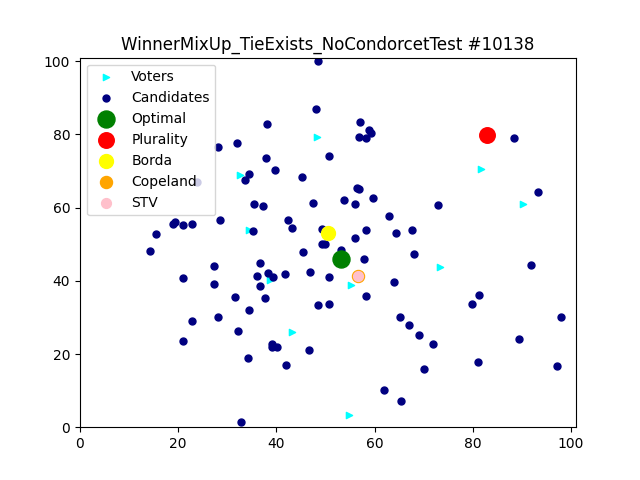 WinnerMixUp_TieExists_NoCondorcetTest #10138
100
80
60
40
20
0
Voters
Candidates
Optimal
Plurality
Borda
Copeland
STV
0 20 40 60 80 100